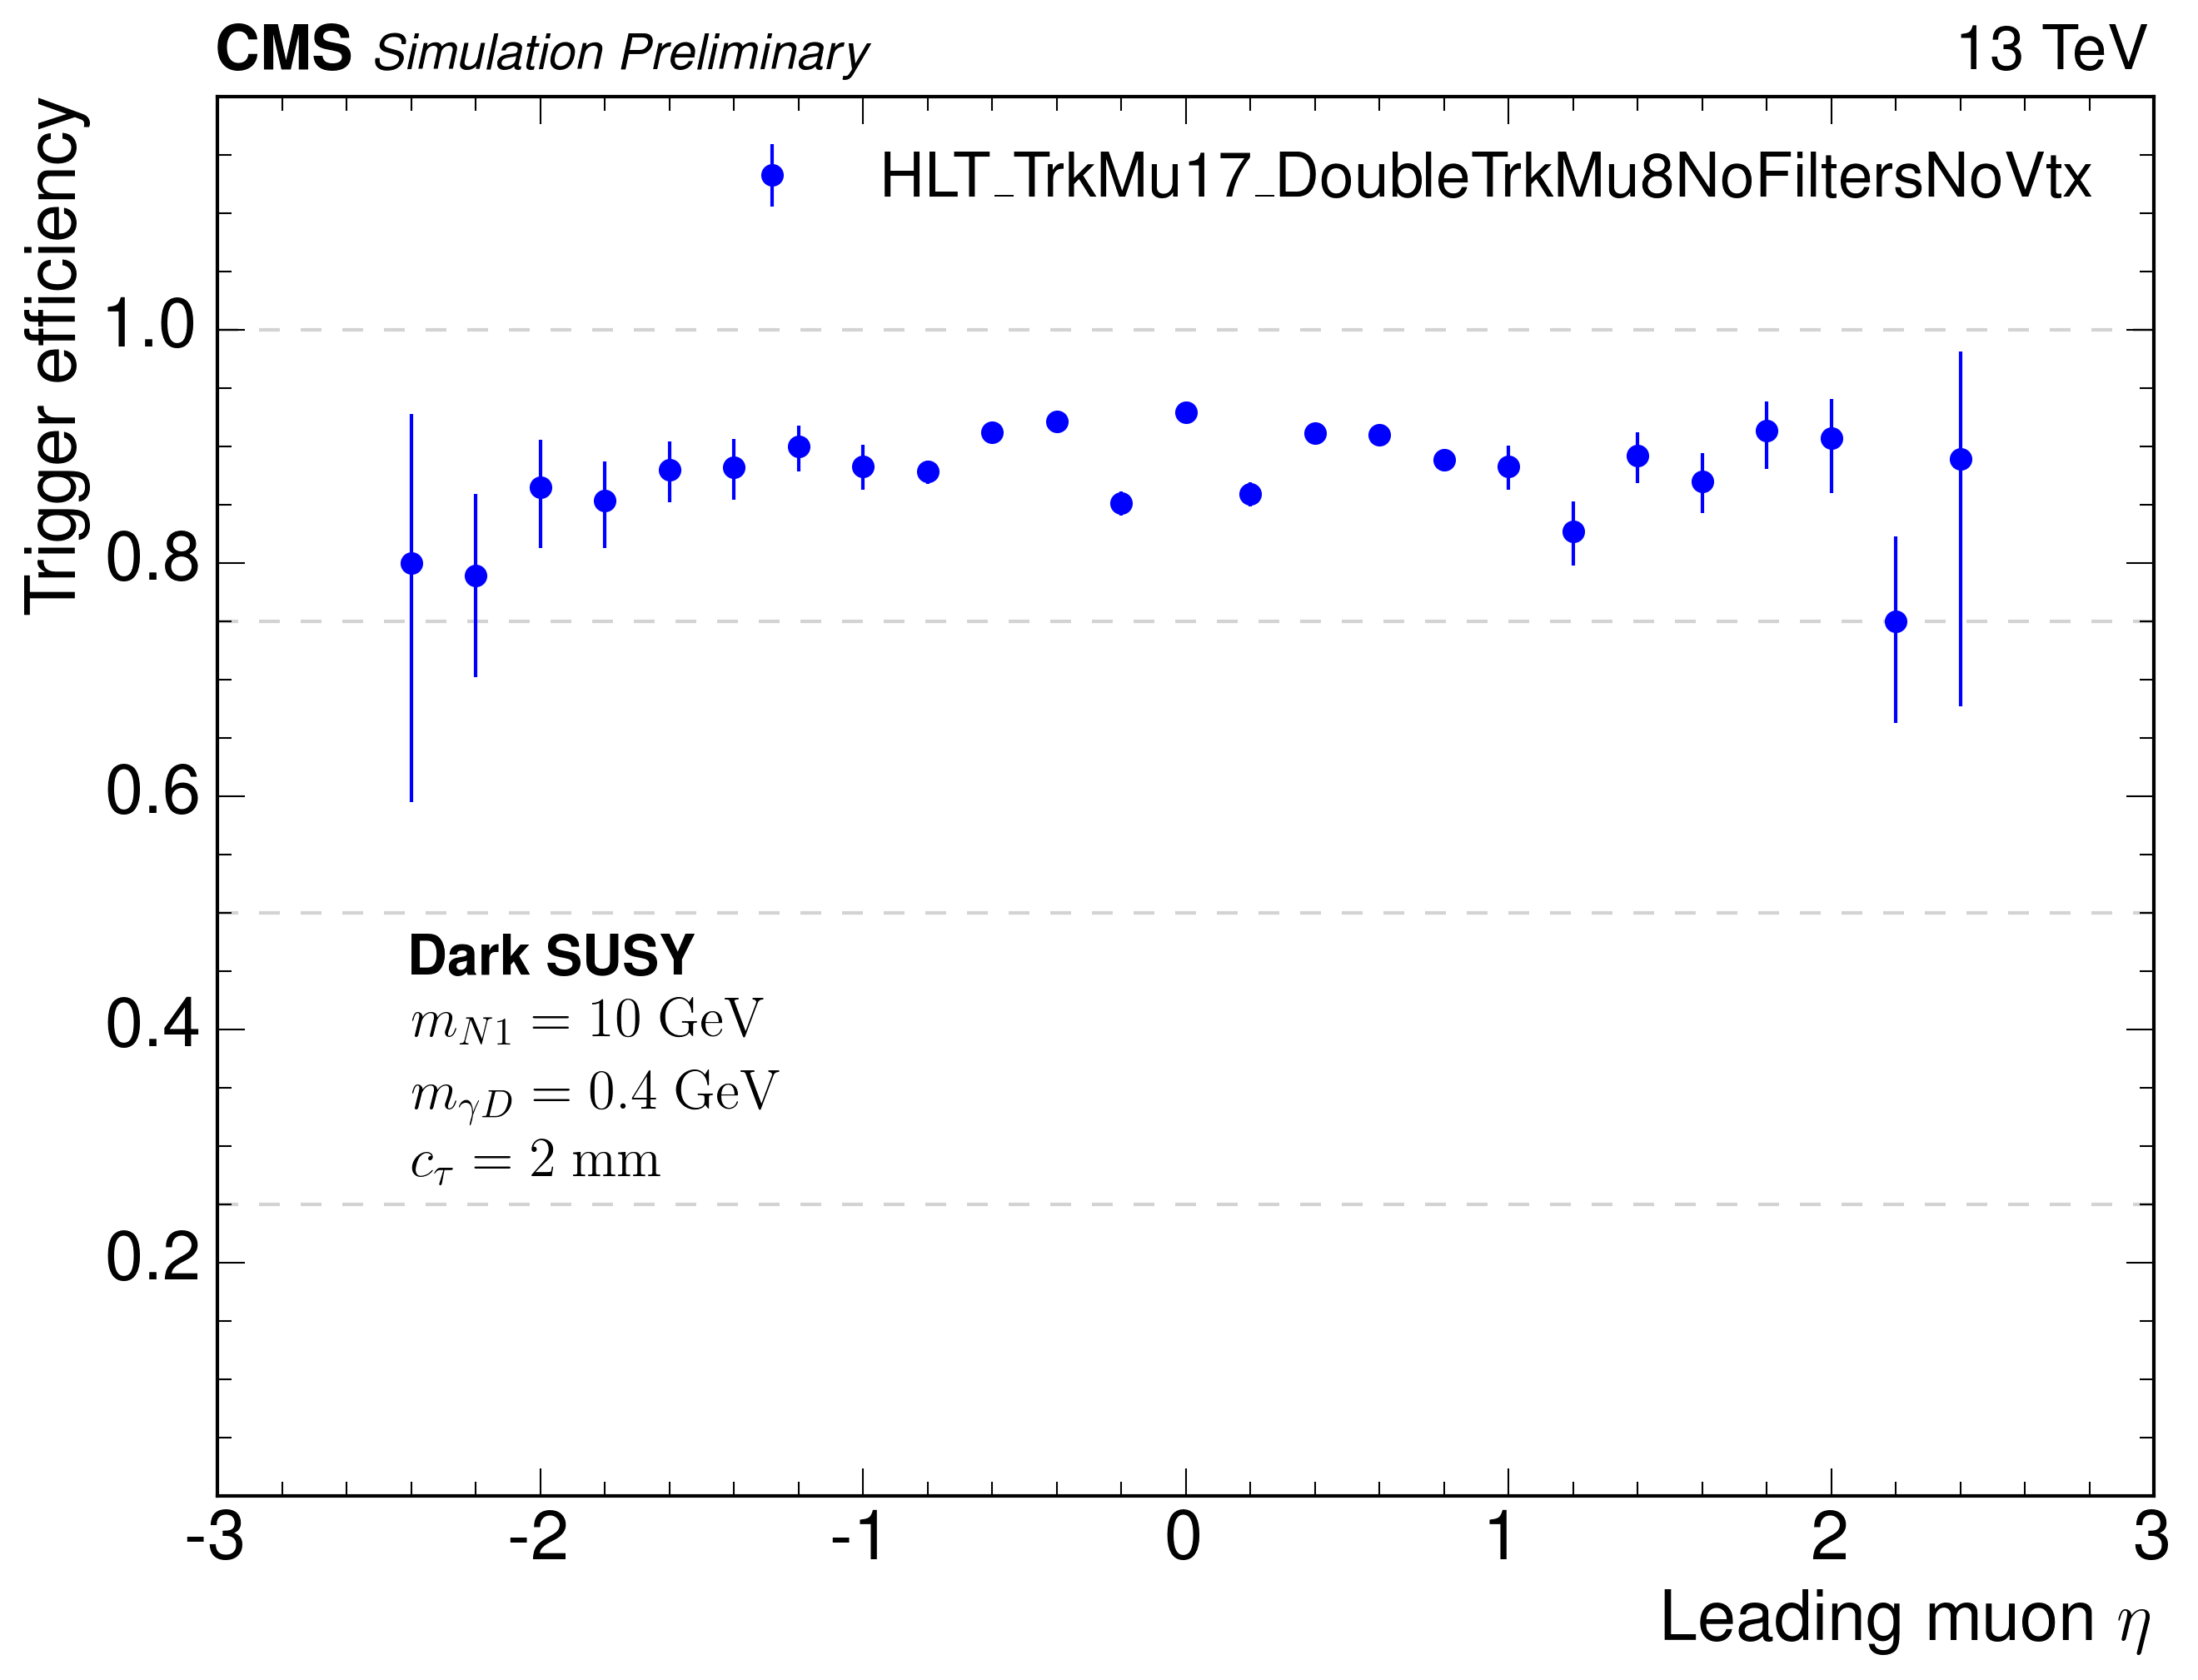 CMS Simulation Preliminary 13 TeV
HLT_TrkMu17_DoubleTrkMu8NoFiltersNoVtx
Trigger efficiency
1.0
0.8
0.6
0.4
0.2
Dark SUSY
m_{N1} = 10 GeV
m_{γD} = 0.4 GeV
c_τ = 2 mm
-3 -2 -1 0 1 2 3
Leading muon η